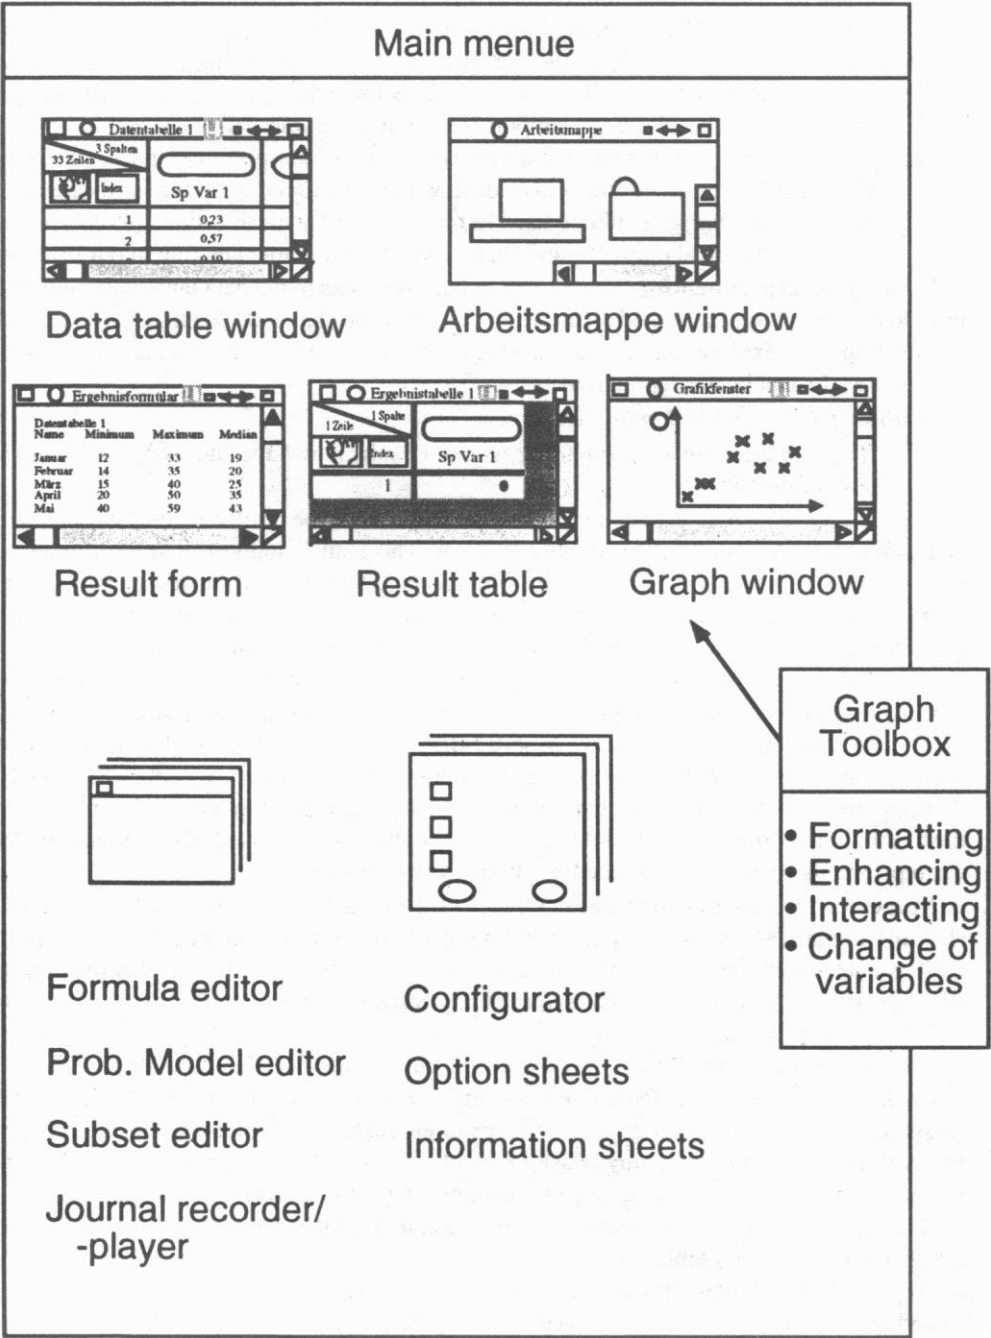 Main menue
Datentabelle 1
3 Spalten
33 Zeilen
Index
Sp Var 1
1 0,23
2 0,57
0,10
Data table window
Arbeitsmappe
Arbeitsmappe window
Ergebnisformular
Datentabelle 1
Name Minimum Maximum Median
Januar 12 33 19
Februar 14 35 20
März 15 40 25
April 20 50 35
Mai 40 59 43
Result form
Ergebnistabelle 1
1 Spalte
1 Zeile
Index
Sp Var 1
1
Result table
Grafikfenster
Graph window
Graph
Toolbox
• Formatting
• Enhancing
• Interacting
• Change of
variables
Formula editor
Prob. Model editor
Subset editor
Journal recorder/
-player
Configurator
Option sheets
Information sheets